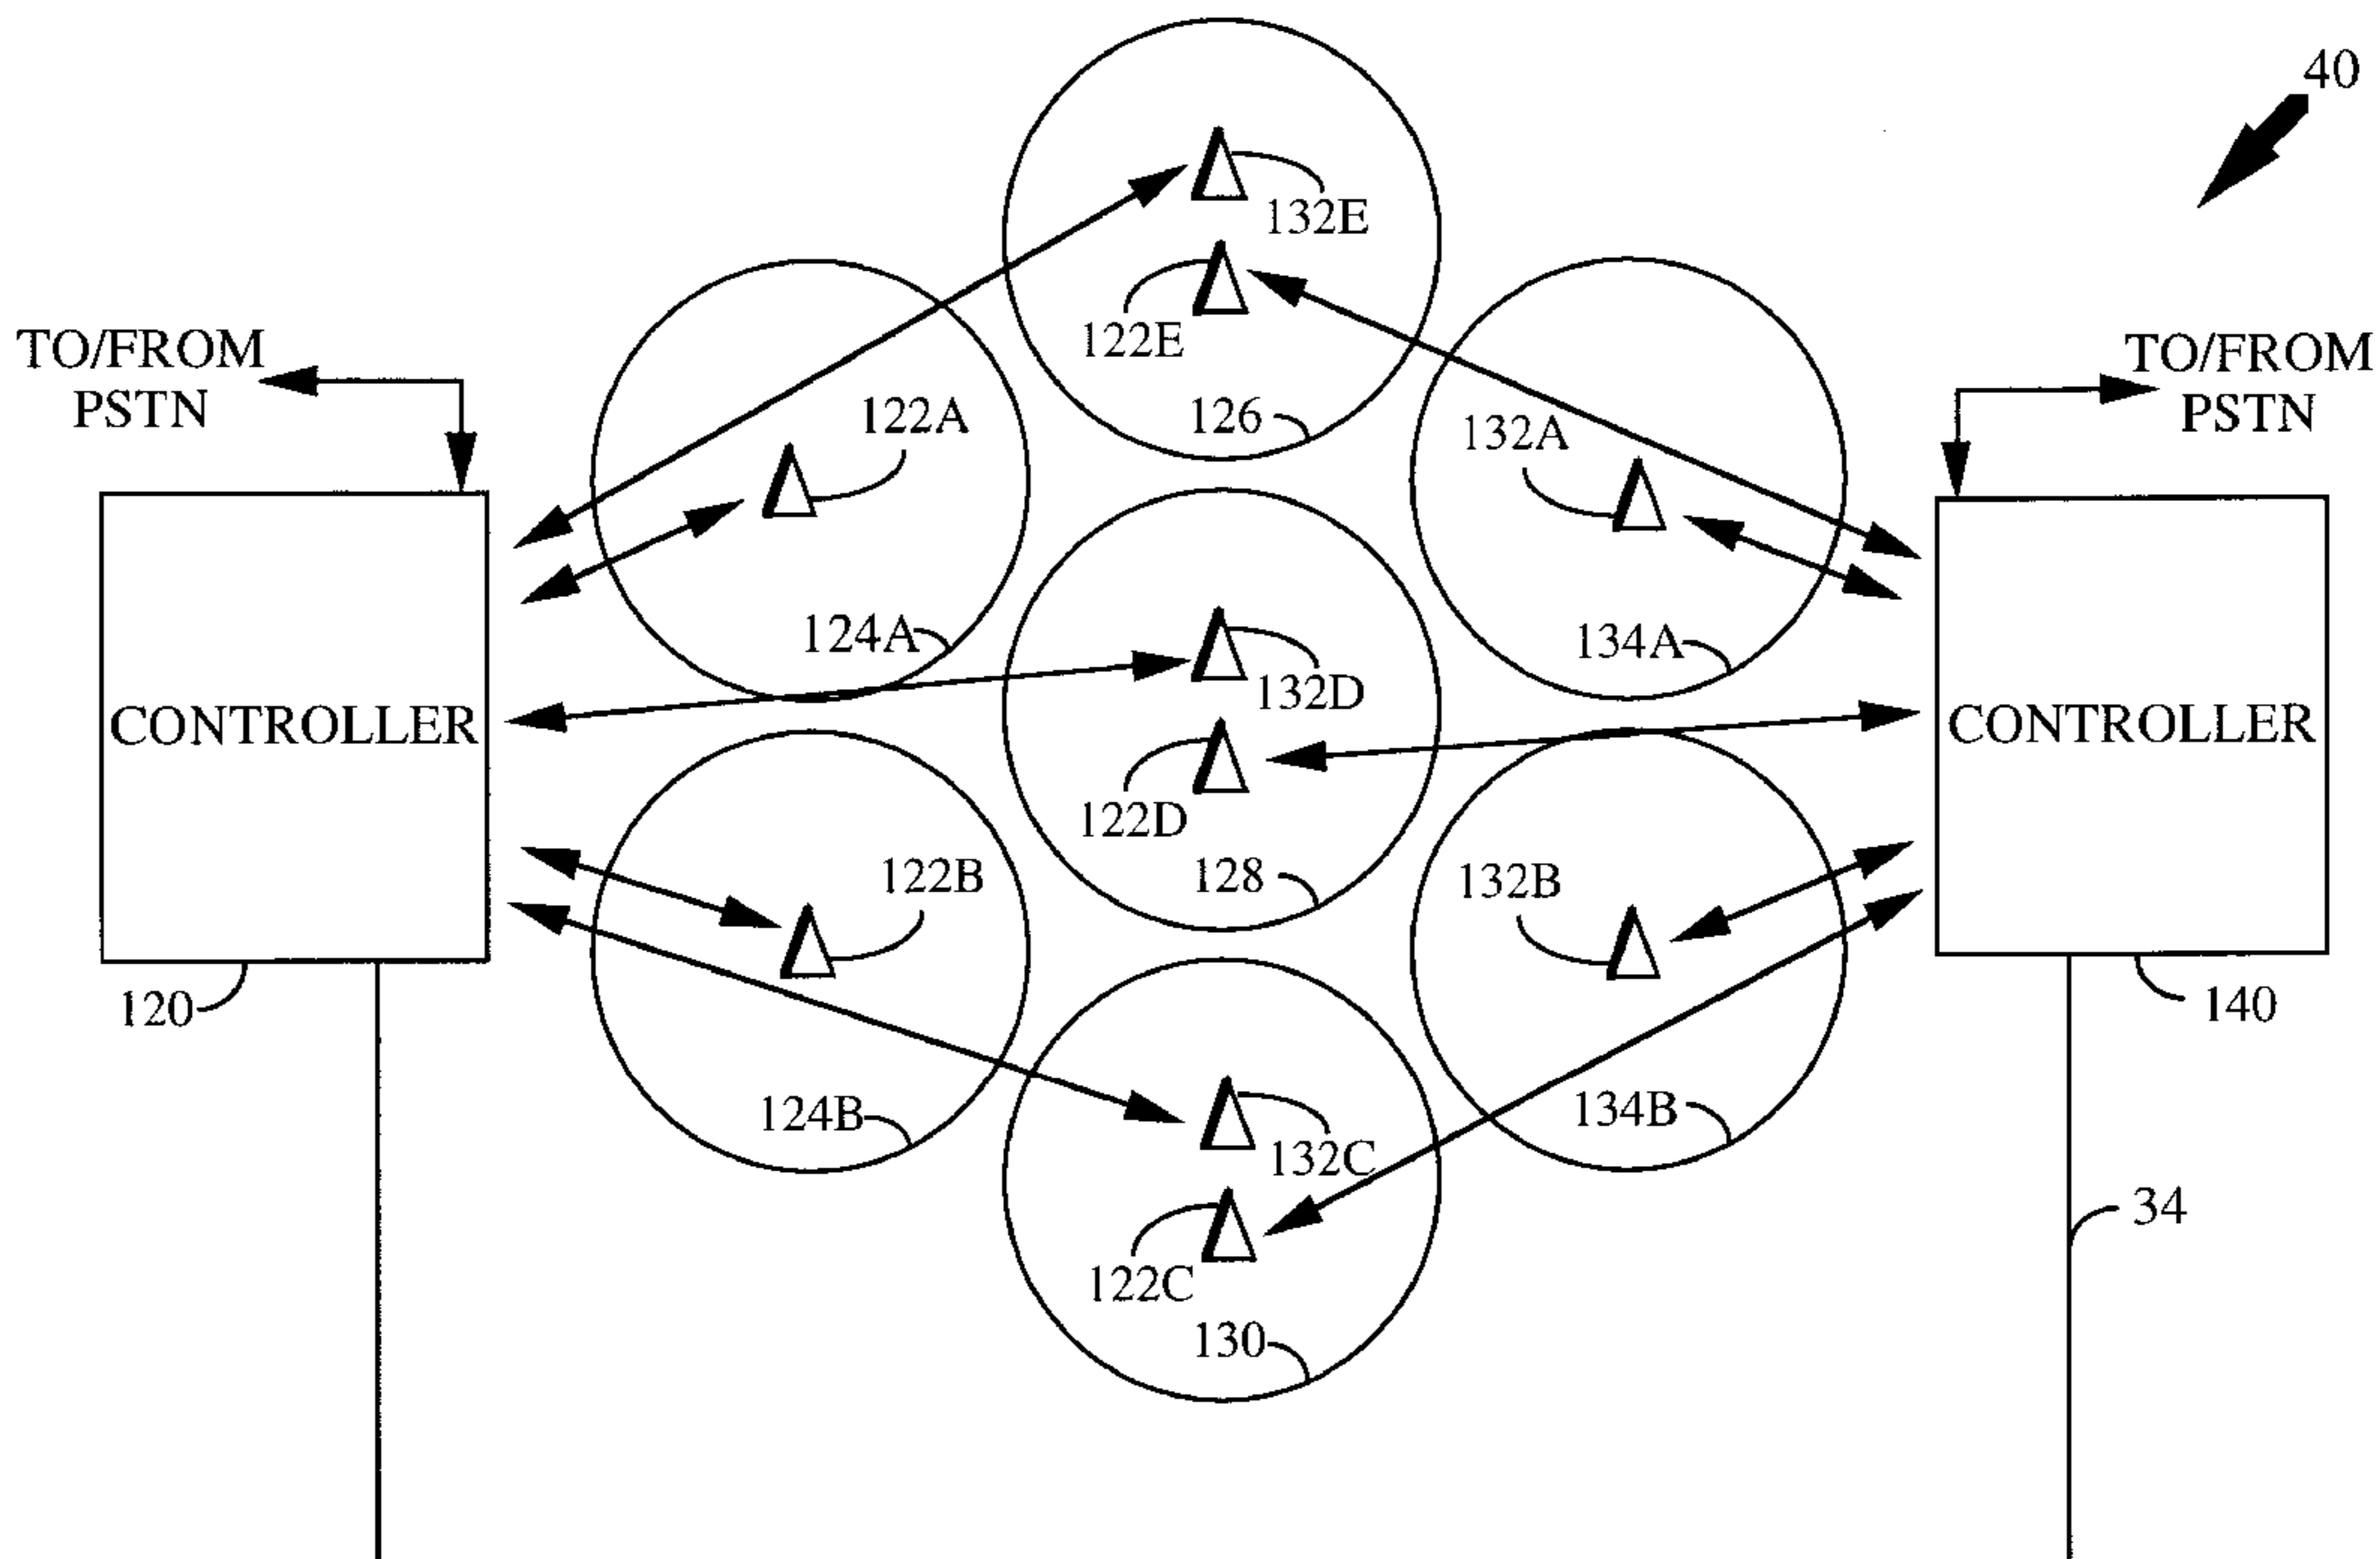 40
132E
122E
TO/FROM
PSTN
TO/FROM
PSTN
122A
126
132A
124A
134A
132D
CONTROLLER
CONTROLLER
122D
122B
128
132B
120
140
124B
134B
132C
34
122C
130